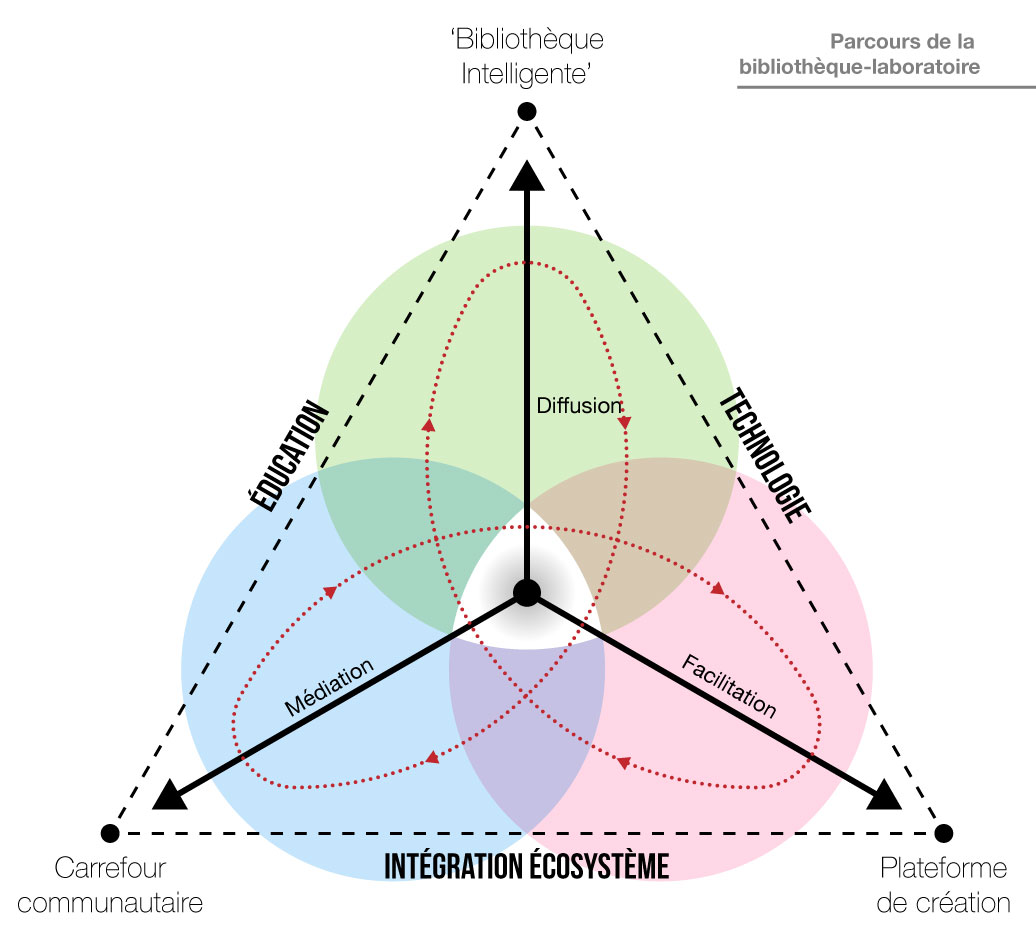 ‘Bibliothèque
Intelligente’
Parcours de la
bibliothèque-laboratoire
Diffusion
ÉDUCATION
TECHNOLOGIE
Médiation
Facilitation
Carrefour
communautaire
INTÉGRATION ÉCOSYSTÈME
Plateforme
de création